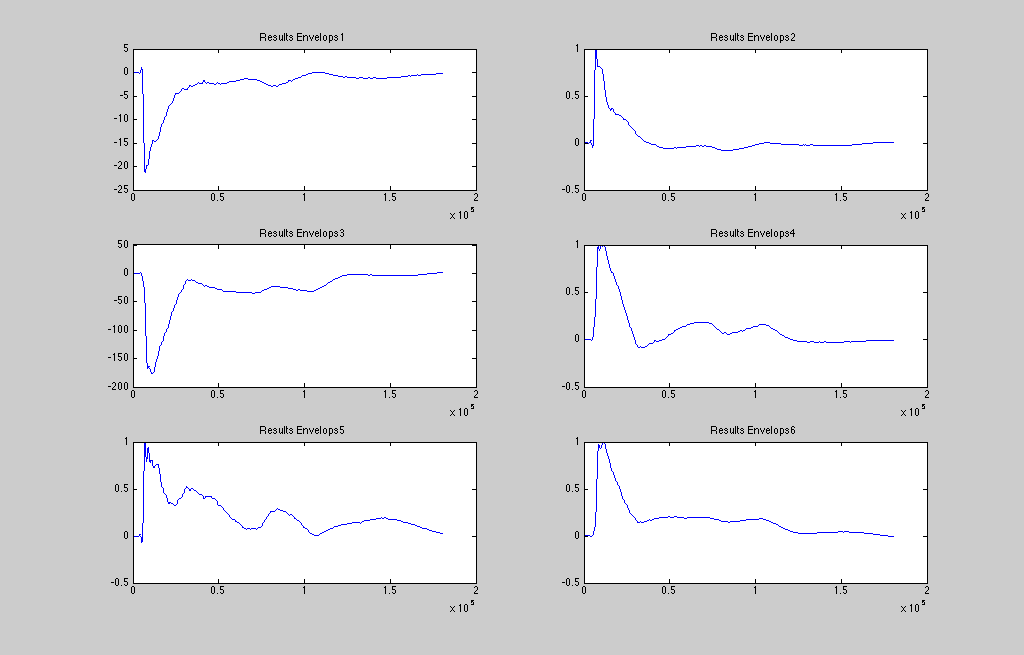 Results Envelops1
5
0
-5
-10
-15
-20
-25
0 0.5 1 1.5 2
x 10^5
Results Envelops2
1
0.5
0
-0.5
0 0.5 1 1.5 2
x 10^5
Results Envelops3
50
0
-50
-100
-150
-200
0 0.5 1 1.5 2
x 10^5
Results Envelops4
1
0.5
0
-0.5
0 0.5 1 1.5 2
x 10^5
Results Envelops5
1
0.5
0
-0.5
0 0.5 1 1.5 2
x 10^5
Results Envelops6
1
0.5
0
-0.5
0 0.5 1 1.5 2
x 10^5